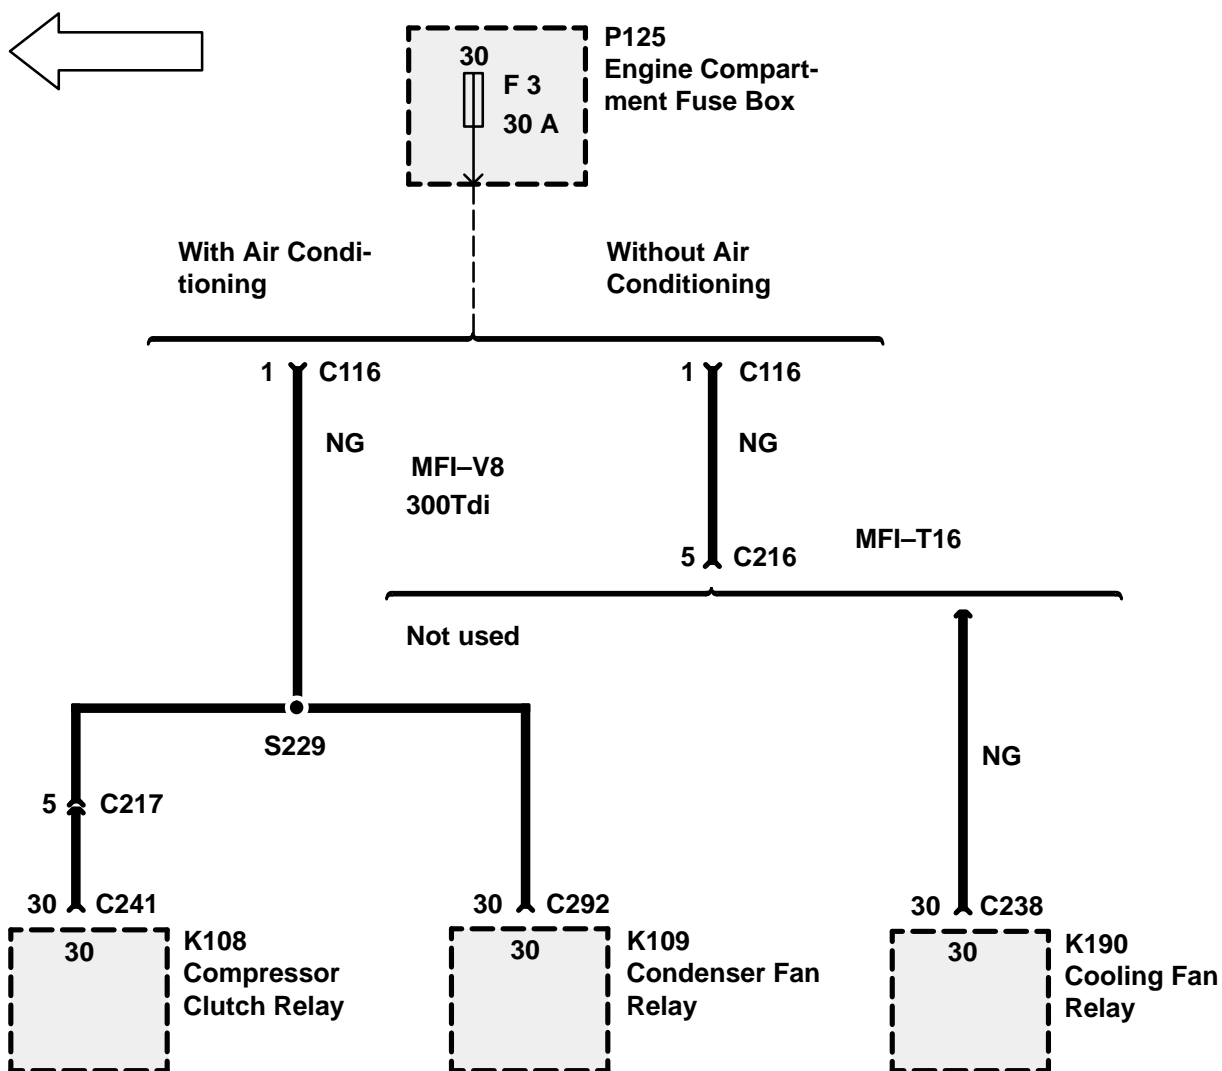 P125
Engine Compart-
ment Fuse Box
30
F 3
30 A
With Air Condi-
tioning
Without Air
Conditioning
1 C116
1 C116
NG
NG
MFI–V8
300Tdi
5 C216
MFI–T16
Not used
S229
NG
5 C217
30 C241
30 C292
30 C238
30
K108
Compressor
Clutch Relay
30
K109
Condenser Fan
Relay
30
K190
Cooling Fan
Relay